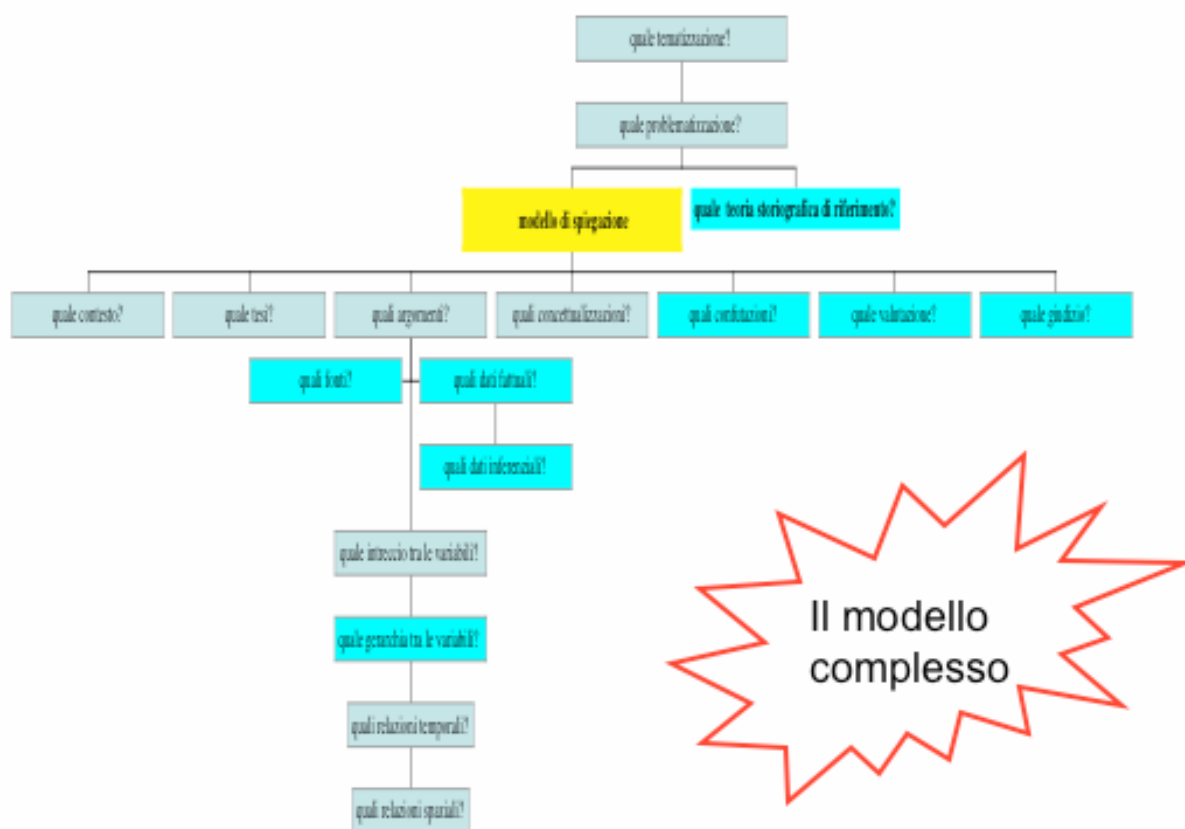 quale tematizzazione?
quale problematizzazione?
modello di spiegazione
quale teoria storiografica di riferimento?
quale contesto?
quale tesi?
quali argomenti?
quali concettualizzazioni?
quali confutazioni?
quale valutazione?
quale giudizio?
quali fonti?
quali dati fattuali?
quali dati inferenziali?
quale intreccio tra le variabili?
quale gerarchia tra le variabili?
quali relazioni temporali?
quali relazioni spaziali?
Il modello
complesso